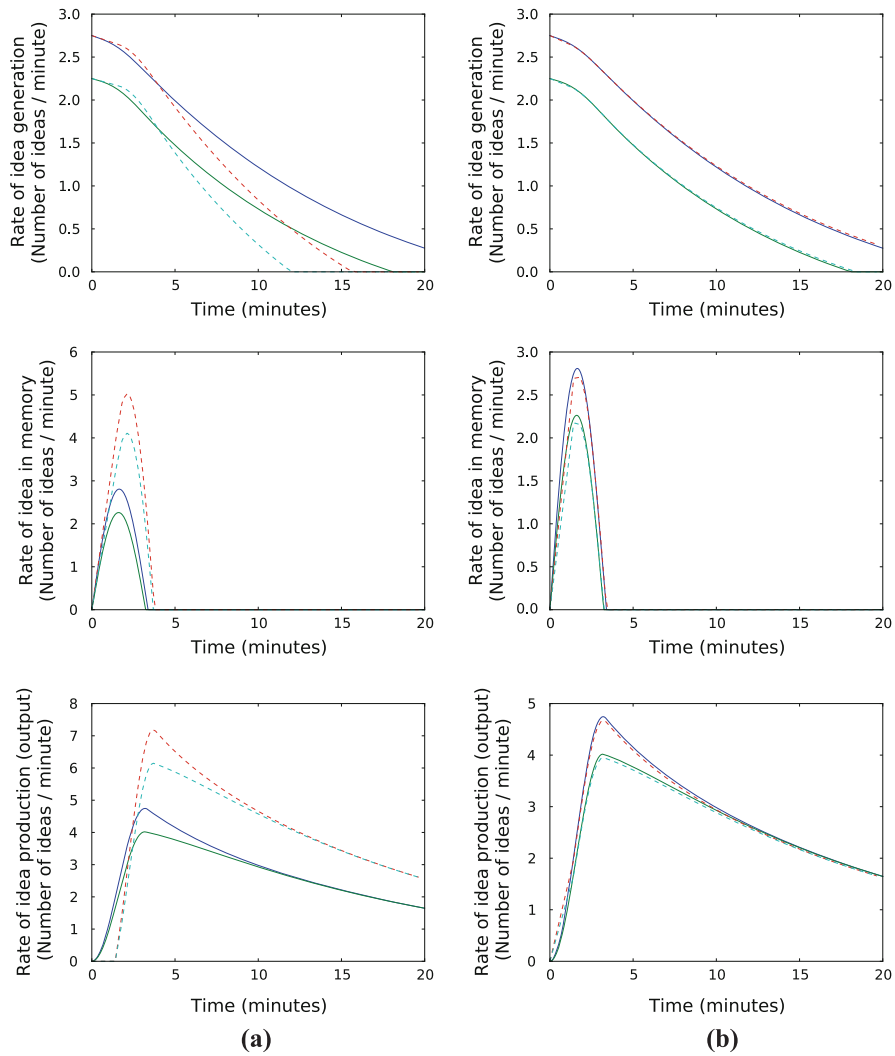 Rate of idea generation
(Number of ideas / minute)
3.0
2.5
2.0
1.5
1.0
0.5
0.0
0 5 10 15 20
Time (minutes)
Rate of idea generation
(Number of ideas / minute)
3.0
2.5
2.0
1.5
1.0
0.5
0.0
0 5 10 15 20
Time (minutes)
Rate of idea in memory
(Number of ideas / minute)
6
5
4
3
2
1
0
0 5 10 15 20
Time (minutes)
Rate of idea in memory
(Number of ideas / minute)
3.0
2.5
2.0
1.5
1.0
0.5
0.0
0 5 10 15 20
Time (minutes)
Rate of idea production (output)
(Number of ideas / minute)
8
7
6
5
4
3
2
1
0
0 5 10 15 20
Time (minutes)
(a)
Rate of idea production (output)
(Number of ideas / minute)
5
4
3
2
1
0
0 5 10 15 20
Time (minutes)
(b)